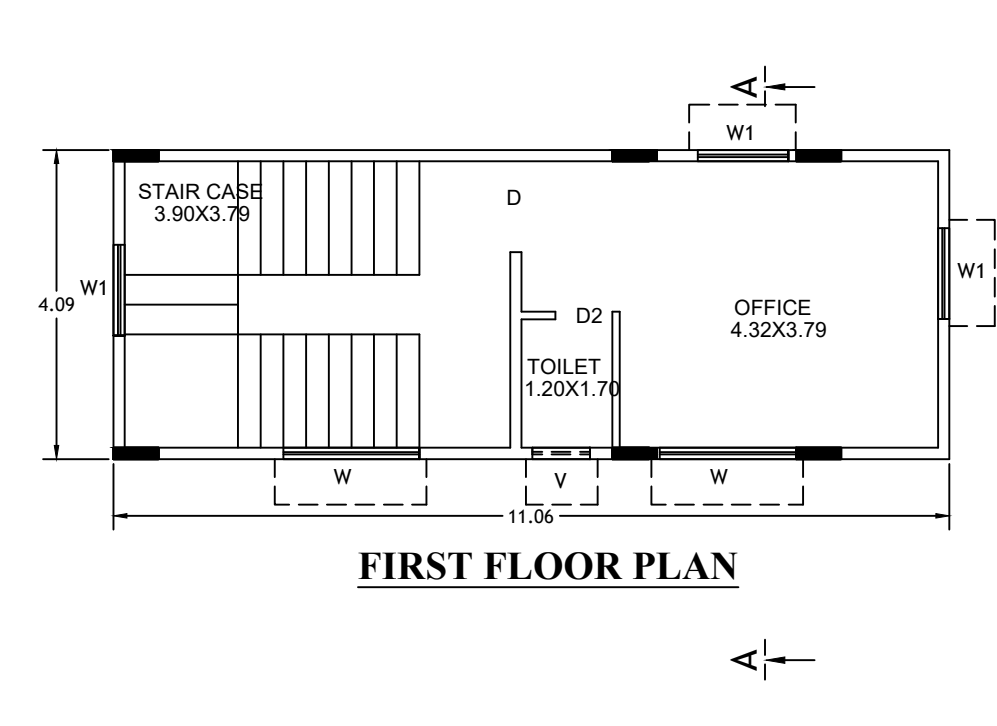 A
W1
STAIR CASE
3.90X3.79
D
W1
W1
4.09
OFFICE
4.32X3.79
D2
TOILET
1.20X1.70
W
V
W
11.06
FIRST FLOOR PLAN
A